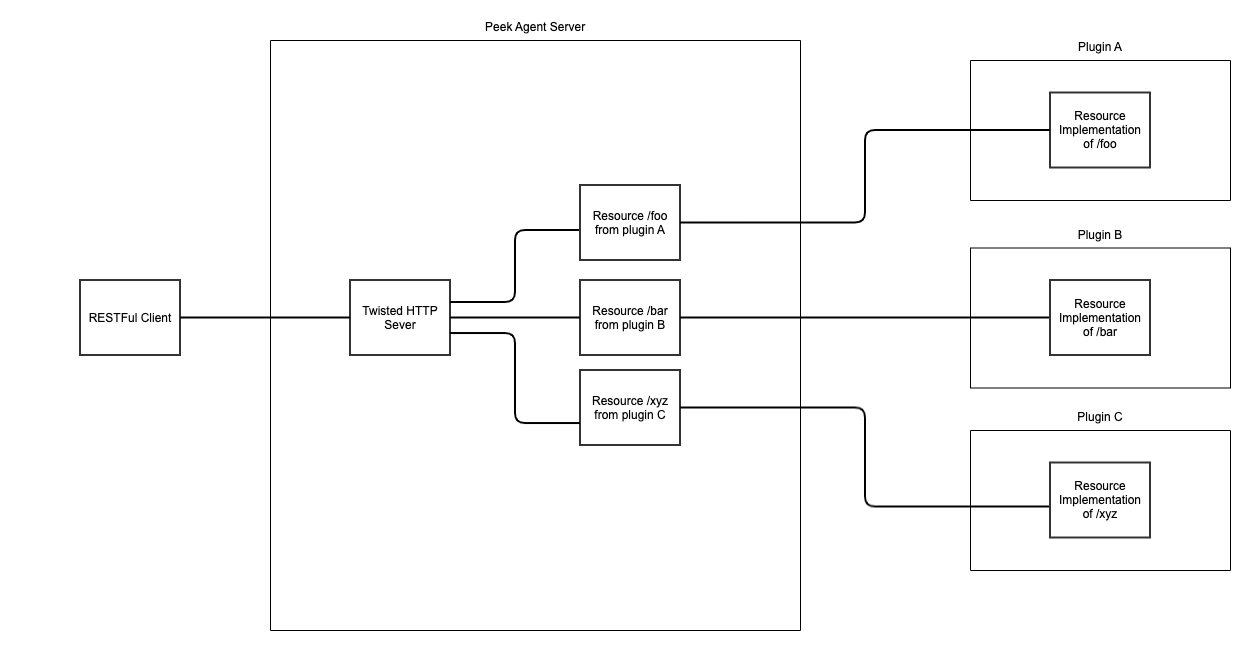 Peek Agent Server
Plugin A
Resource
Implementation
of /foo
Resource /foo
from plugin A
Plugin B
RESTFul Client
Twisted HTTP
Sever
Resource /bar
from plugin B
Resource
Implementation
of /bar
Resource /xyz
from plugin C
Plugin C
Resource
Implementation
of /xyz